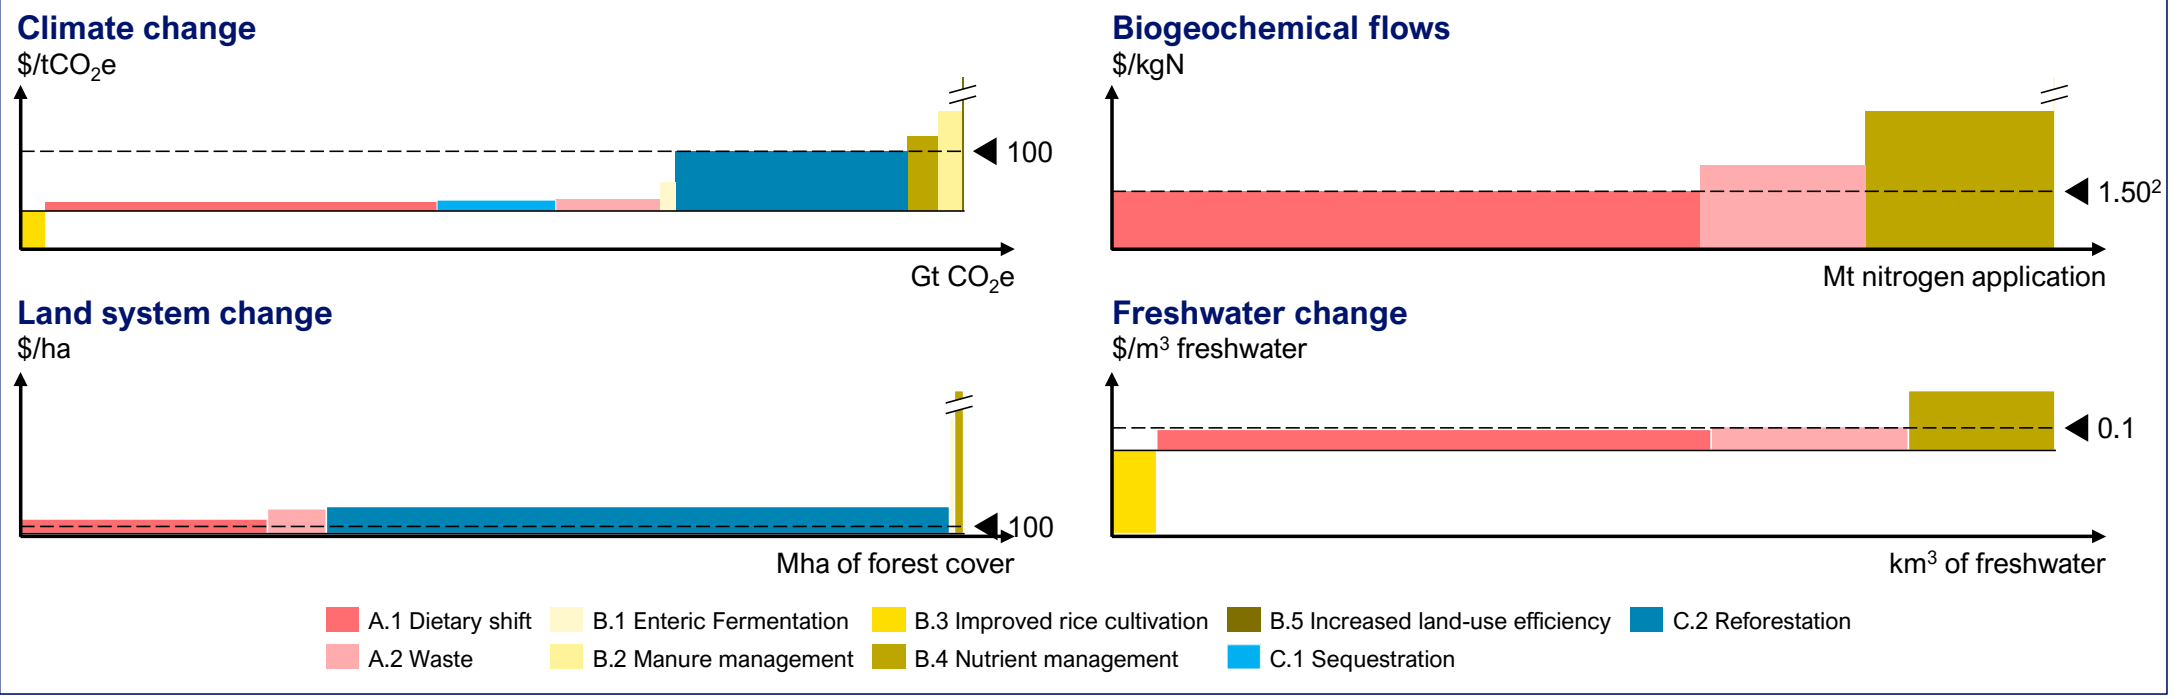 Climate change
$/tCO₂e
100
Gt CO₂e
Biogeochemical flows
$/kgN
1.50²
Mt nitrogen application
Land system change
$/ha
100
Mha of forest cover
Freshwater change
$/m³ freshwater
0.1
km³ of freshwater
A.1 Dietary shift
B.1 Enteric Fermentation
B.3 Improved rice cultivation
B.5 Increased land-use efficiency
C.2 Reforestation
A.2 Waste
B.2 Manure management
B.4 Nutrient management
C.1 Sequestration